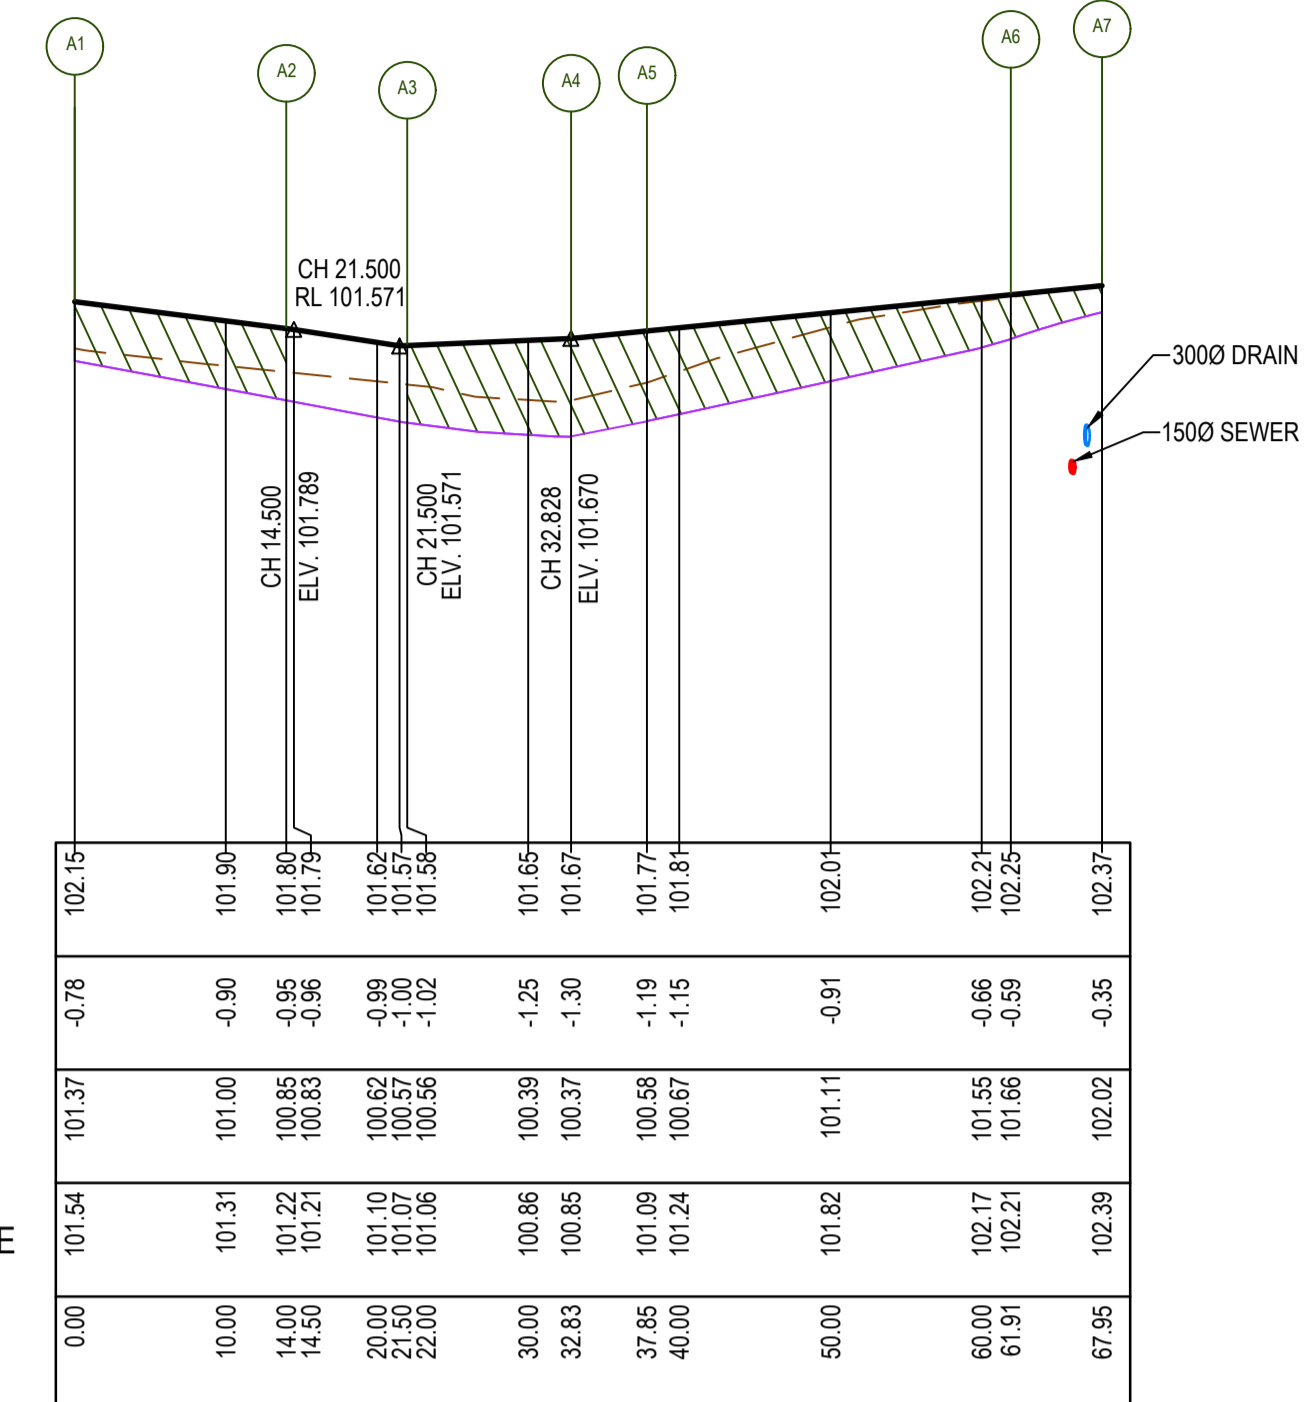 A1
A2
A3
A4
A5
A6
A7
CH 21.500
RL 101.571
300Ø DRAIN
150Ø SEWER
CH 14.500
ELV. 101.789
CH 21.500
ELV. 101.571
CH 32.828
ELV. 101.670
102.15 101.90 101.80 101.79 101.62 101.57 101.58 101.65 101.67 101.77 101.81 102.01 102.21 102.25 102.37
-0.78 -0.90 -0.95 -0.96 -0.99 -1.00 -1.02 -1.25 -1.30 -1.19 -1.15 -0.91 -0.66 -0.59 -0.35
101.37 101.00 100.85 100.83 100.62 100.57 100.56 100.39 100.37 100.58 100.67 101.11 101.55 101.66 102.02
101.54 101.31 101.22 101.21 101.10 101.07 101.06 100.86 100.85 101.09 101.24 101.82 102.17 102.21 102.39
E
0.00 10.00 14.00 14.50 20.00 21.50 22.00 30.00 32.83 37.85 40.00 50.00 60.00 61.91 67.95